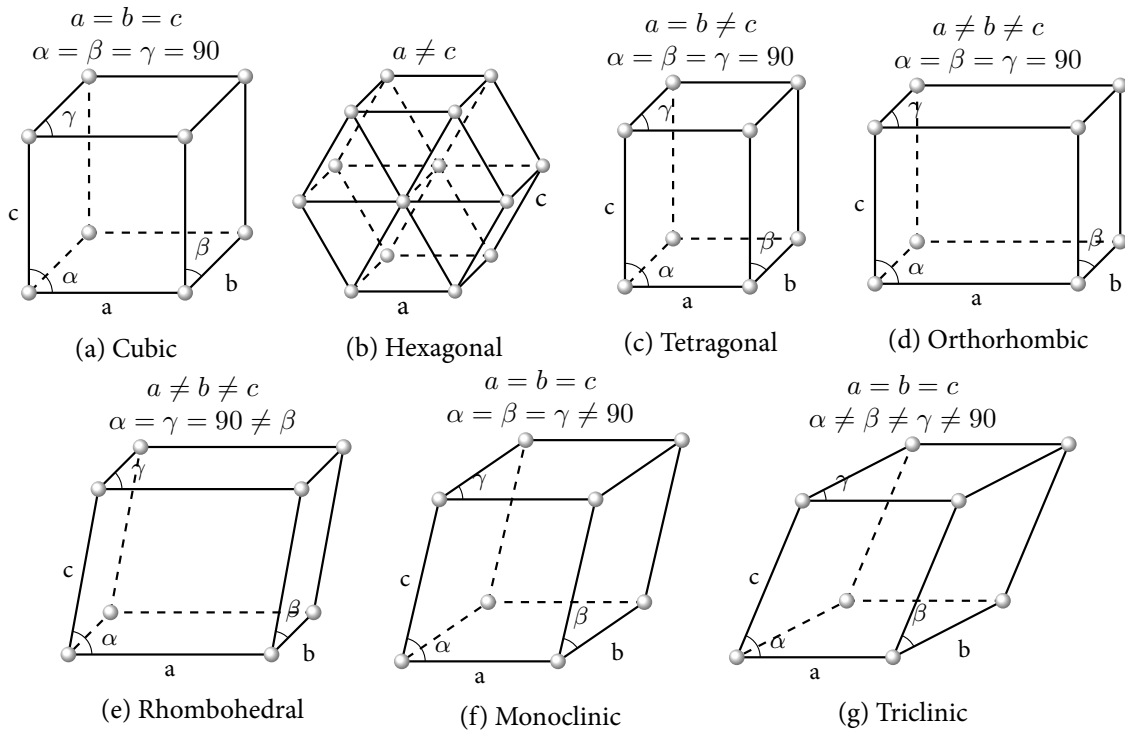 a = b = c
α = β = γ = 90
γ
c
α
β
b
a
(a) Cubic
a ≠ c
c
a
(b) Hexagonal
a = b ≠ c
α = β = γ = 90
γ
c
α
β
b
a
(c) Tetragonal
a ≠ b ≠ c
α = β = γ = 90
γ
c
α
β
b
a
(d) Orthorhombic
a ≠ b ≠ c
α = γ = 90 ≠ β
γ
c
α
β
b
a
(e) Rhombohedral
a = b = c
α = β = γ ≠ 90
γ
c
α
β
b
a
(f) Monoclinic
a = b = c
α ≠ β ≠ γ ≠ 90
γ
c
α
β
b
a
(g) Triclinic